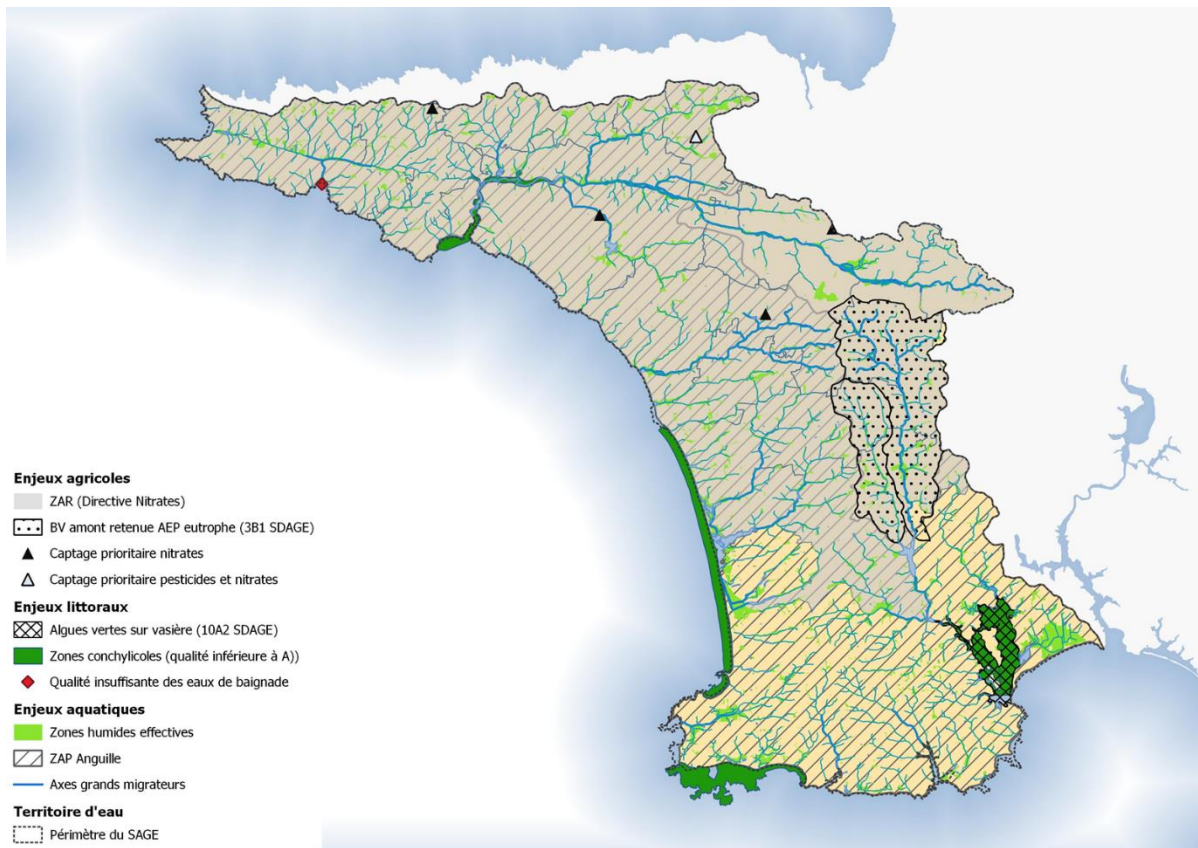 Enjeux agricoles
ZAR (Directive Nitrates)
BV amont retenue AEP eutrophe (3B1 SDAGE)
Captage prioritaire nitrates
Captage prioritaire pesticides et nitrates
Enjeux littoraux
Algues vertes sur vasière (10A2 SDAGE)
Zones conchylicoles (qualité inférieure à A))
Qualité insuffisante des eaux de baignade
Enjeux aquatiques
Zones humides effectives
ZAP Anguille
Axes grands migrateurs
Territoire d'eau
Périmètre du SAGE